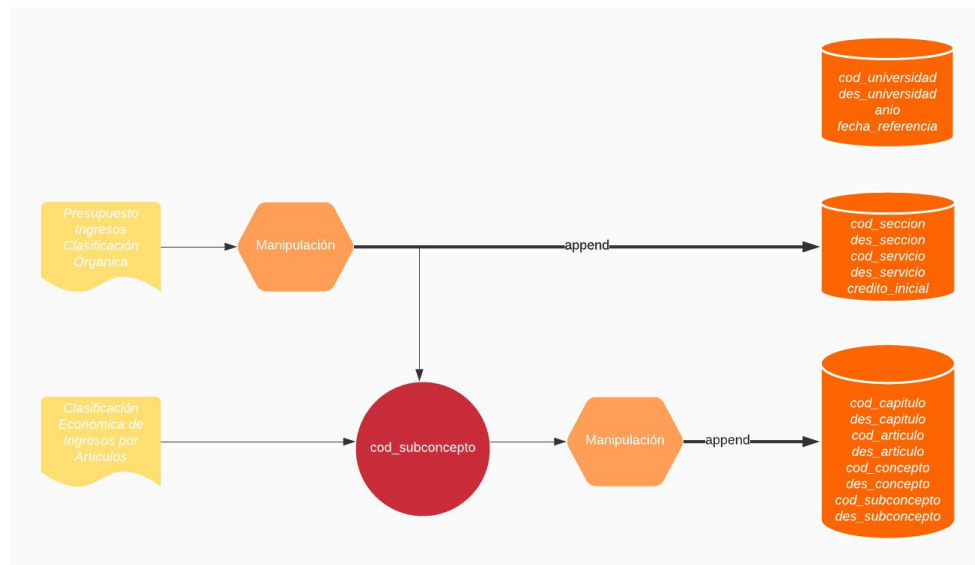 cod_universidad
des_universidad
anio
fecha_referencia
Presupuesto
Ingresos
Clasificación
Órganica
Manipulación
append
cod_seccion
des_seccion
cod_servicio
des_servicio
credito_inicial
Clasificación
Económica de
Ingresos por
Artículos
cod_subconcepto
Manipulación
append
cod_capitulo
des_capitulo
cod_articulo
des_articulo
cod_concepto
des_concepto
cod_subconcepto
des_subconcepto